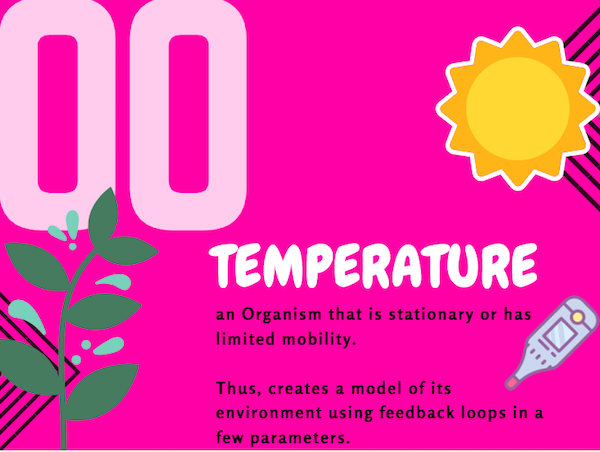 00
TEMPERATURE
an Organism that is stationary or has
limited mobility.
Thus, creates a model of its
environment using feedback loops in a
few parameters.